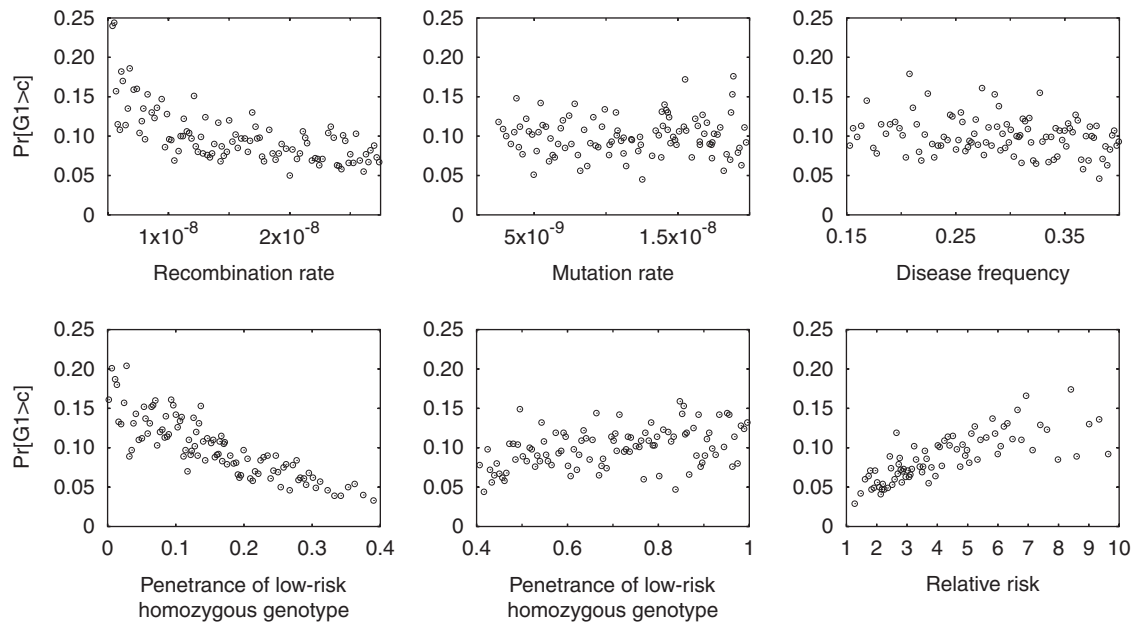 0.25
0.20
0.15
0.10
0.05
0
Pr[G1>c]
1x10⁻⁸ 2x10⁻⁸
Recombination rate
0.25
0.20
0.15
0.10
0.05
0
5x10⁻⁹ 1.5x10⁻⁸
Mutation rate
0.25
0.20
0.15
0.10
0.05
0
0.15 0.25 0.35
Disease frequency
0.25
0.20
0.15
0.10
0.05
0
Pr[G1>c]
0 0.1 0.2 0.3 0.4
Penetrance of low-risk
homozygous genotype
0.25
0.20
0.15
0.10
0.05
0
0.4 0.6 0.8 1
Penetrance of low-risk
homozygous genotype
0.25
0.20
0.15
0.10
0.05
0
1 2 3 4 5 6 7 8 9 10
Relative risk